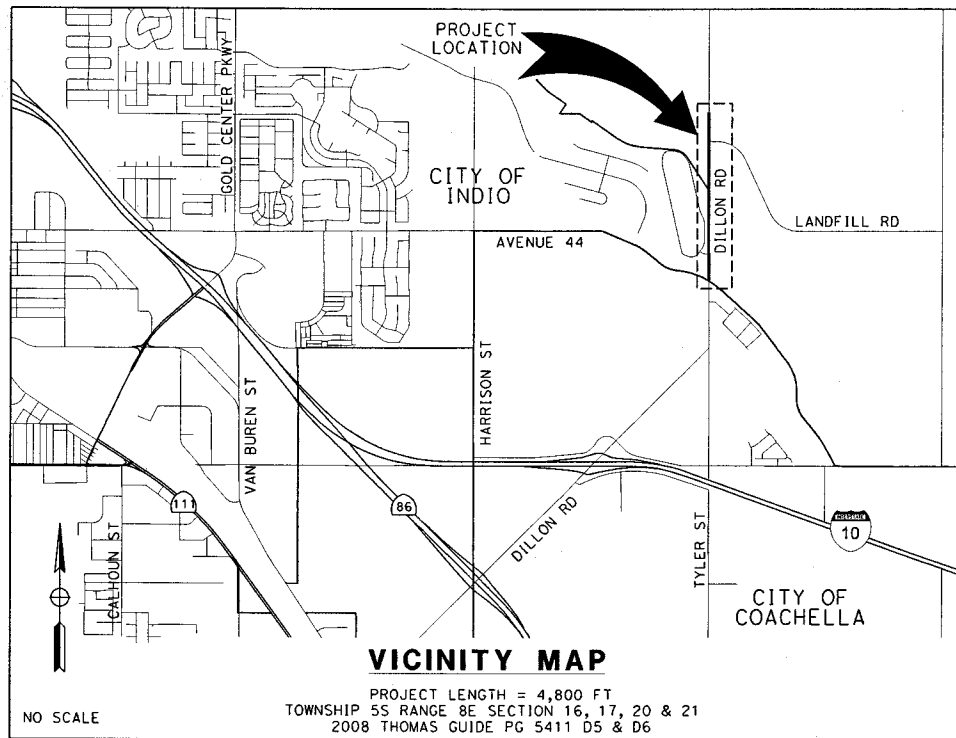 PROJECT
LOCATION
GOLD CENTER PKWY
CITY OF
INDIO
DILLON RD
LANDFILL RD
AVENUE 44
HARRISON ST
VAN BUREN ST
111
86
DILLON RD
TYLER ST
INTERSTATE
10
CALHOUN ST
CITY OF
COACHELLA
VICINITY MAP
PROJECT LENGTH = 4,800 FT
TOWNSHIP 5S RANGE 8E SECTION 16, 17, 20 & 21
2008 THOMAS GUIDE PG 5411 D5 & D6
NO SCALE